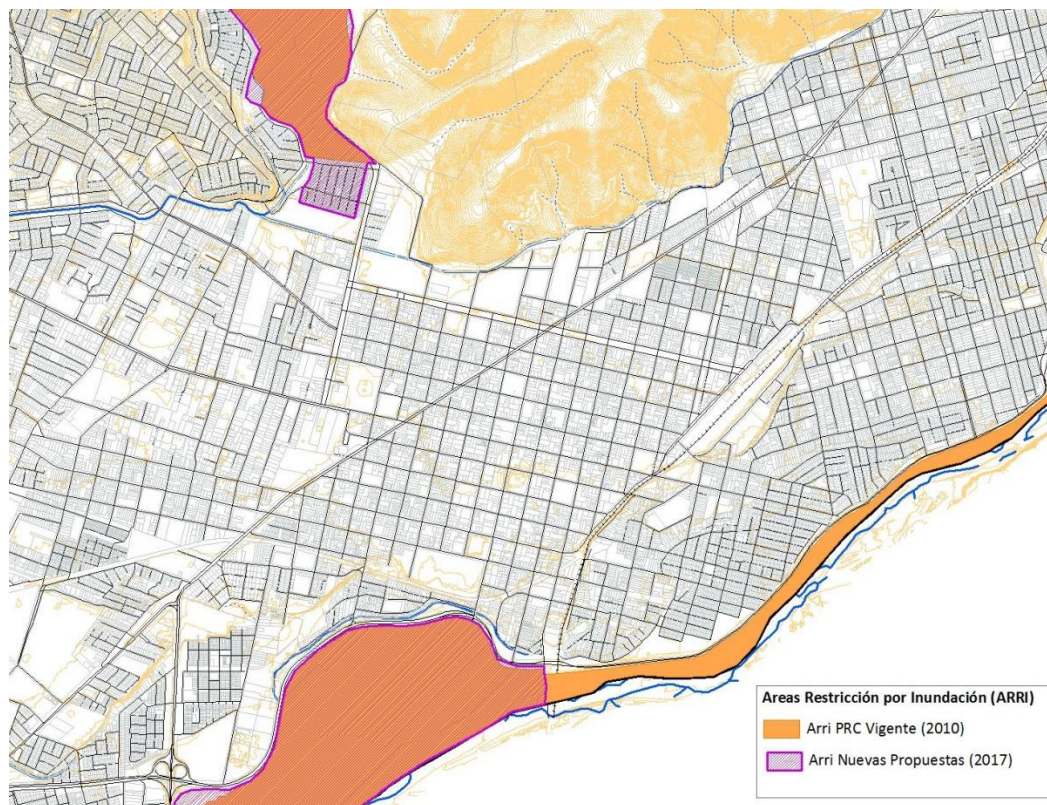 Areas Restricción por Inundación (ARRI)
Arri PRC Vigente (2010)
Arri Nuevas Propuestas (2017)